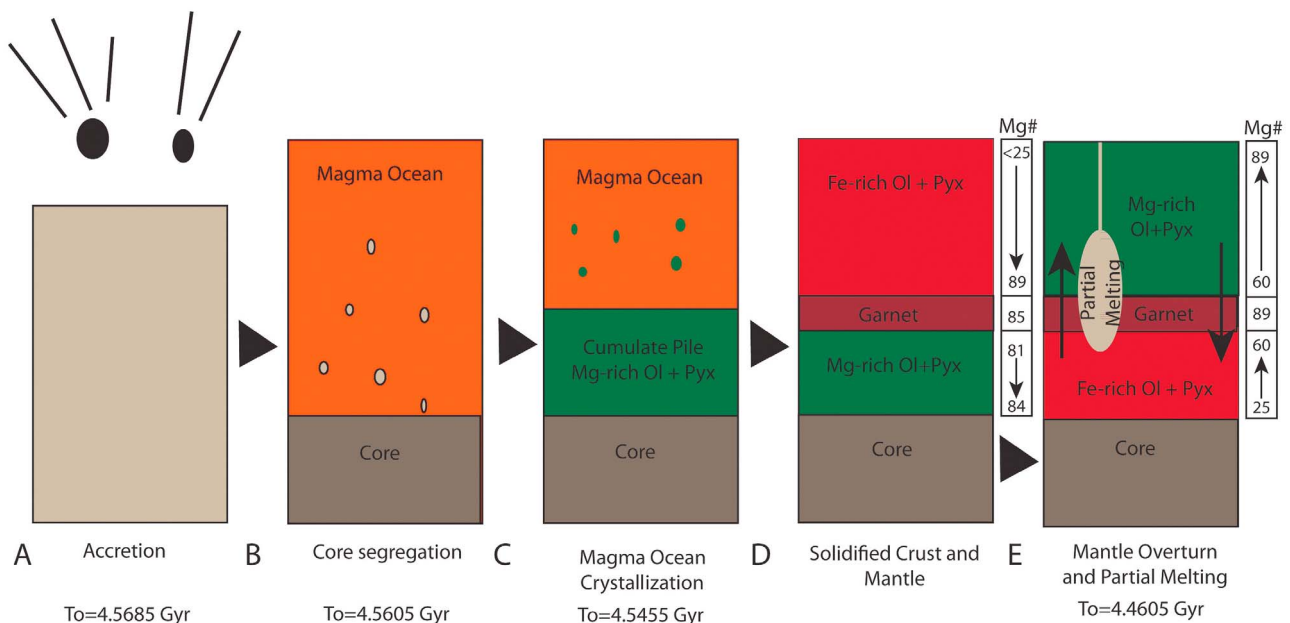 Magma Ocean
Core
Magma Ocean
Cumulate Pile
Mg-rich Ol + Pyx
Core
Mg#
Fe-rich Ol + Pyx
Garnet
Mg-rich Ol+Pyx
Core
<25
89
85
81
84
Mg#
Mg-rich
Ol+Pyx
Partial
Melting
Garnet
Fe-rich Ol + Pyx
Core
89
60
89
60
25
A
Accretion
To=4.5685 Gyr
B
Core segregation
To=4.5605 Gyr
C
Magma Ocean
Crystallization
To=4.5455 Gyr
D
Solidified Crust and
Mantle
E
Mantle Overturn
and Partial Melting
To=4.4605 Gyr